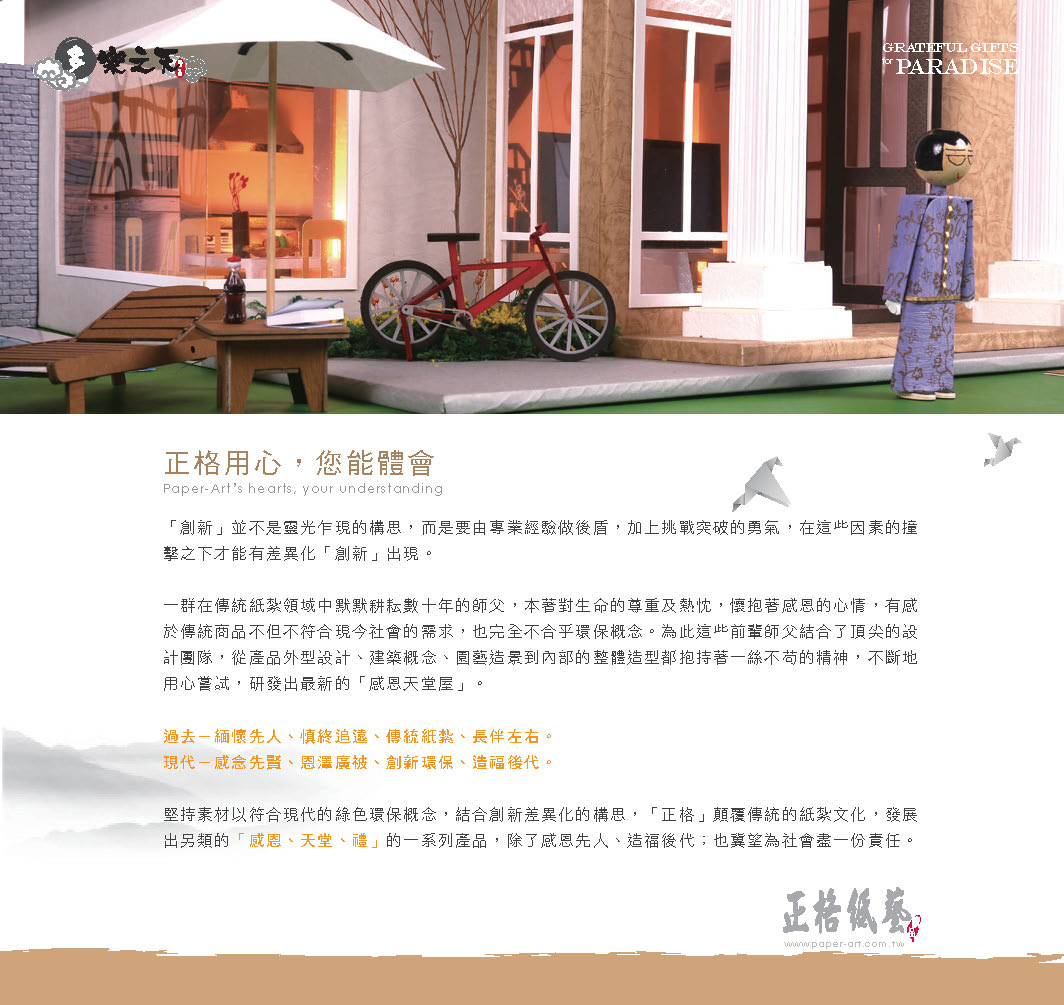 樂之天
GRATEFUL GIFTS
for PARADISE
正格用心，您能體會
Paper-Art's hearts, your understanding
「創新」並不是靈光乍現的構思，而是要由專業經驗做後盾，加上挑戰突破的勇氣，在這些因素的撞
擊之下才能有差異化「創新」出現。
一群在傳統紙紮領域中默默耕耘數十年的師父，本著對生命的尊重及熱忱，懷抱著感恩的心情，有感
於傳統商品不但不符合現今社會的需求，也完全不合乎環保概念。為此這些前輩師父結合了頂尖的設
計團隊，從產品外型設計、建築概念、園藝造景到內部的整體造型都抱持著一絲不苟的精神，不斷地
用心嘗試，研發出最新的「感恩天堂屋」。
過去－緬懷先人、慎終追遠、傳統紙紮、長伴左右。
現代－感念先賢、恩澤廣被、創新環保、造福後代。
堅持素材以符合現代的綠色環保概念，結合創新差異化的構思，「正格」顛覆傳統的紙紮文化，發展
出另類的「感恩、天堂、禮」的一系列產品，除了感恩先人、造福後代；也冀望為社會盡一份責任。
正格紙藝
www.paper-art.com.tw